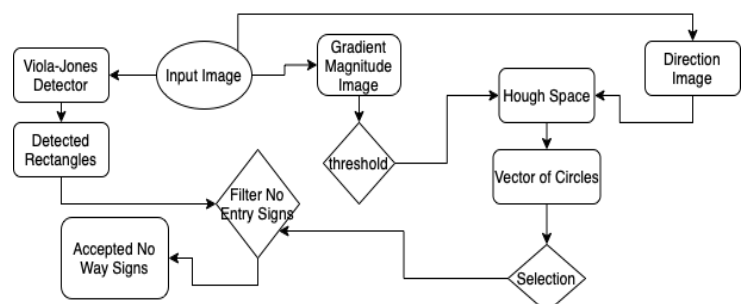 Viola-Jones
Detector
Input Image
Gradient
Magnitude
Image
Direction
Image
Hough Space
Detected
Rectangles
threshold
Vector of Circles
Filter No
Entry Signs
Accepted No
Way Signs
Selection